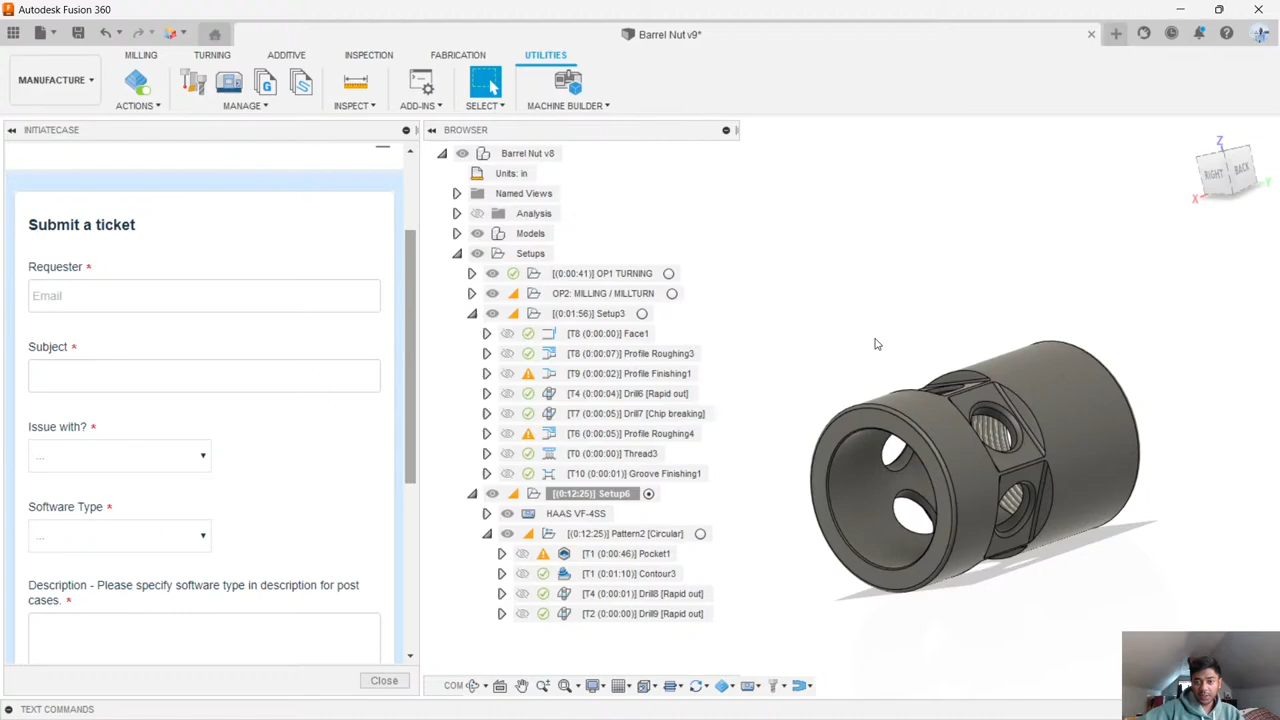 Autodesk Fusion 360
Barrel Nut v9*
MILLING TURNING ADDITIVE INSPECTION FABRICATION UTILITIES
MANUFACTURE
ACTIONS MANAGE INSPECT ADD-INS SELECT MACHINE BUILDER
INITIATECASE
Submit a ticket
Requester *
Email
Subject *
Issue with? *
...
Software Type *
...
Description - Please specify software type in description for post
cases. *
Close
BROWSER
Barrel Nut v8
Units: in
Named Views
Analysis
Models
Setups
[(0:00:41) OP1 TURNING
OP2: MILLING / MILLTURN
[(0:01:56) Setup3
[T8 (0:00:00)] Face1
[T8 (0:00:07)] Profile Roughing3
[T9 (0:00:02)] Profile Finishing1
[T4 (0:00:04)] Drill6 [Rapid out]
[T7 (0:00:05)] Drill7 [Chip breaking]
[T6 (0:00:05)] Profile Roughing4
[T0 (0:00:00)] Thread3
[T10 (0:00:01)] Groove Finishing1
[(0:12:25)] Setup6
HAAS VF-4SS
[(0:12:25)] Pattern2 [Circular]
[T1 (0:00:46)] Pocket1
[T1 (0:01:10)] Contour3
[T4 (0:00:01)] Drill8 [Rapid out]
[T2 (0:00:00)] Drill9 [Rapid out]
Z
RIGHT BACK
X Y
COM
TEXT COMMANDS